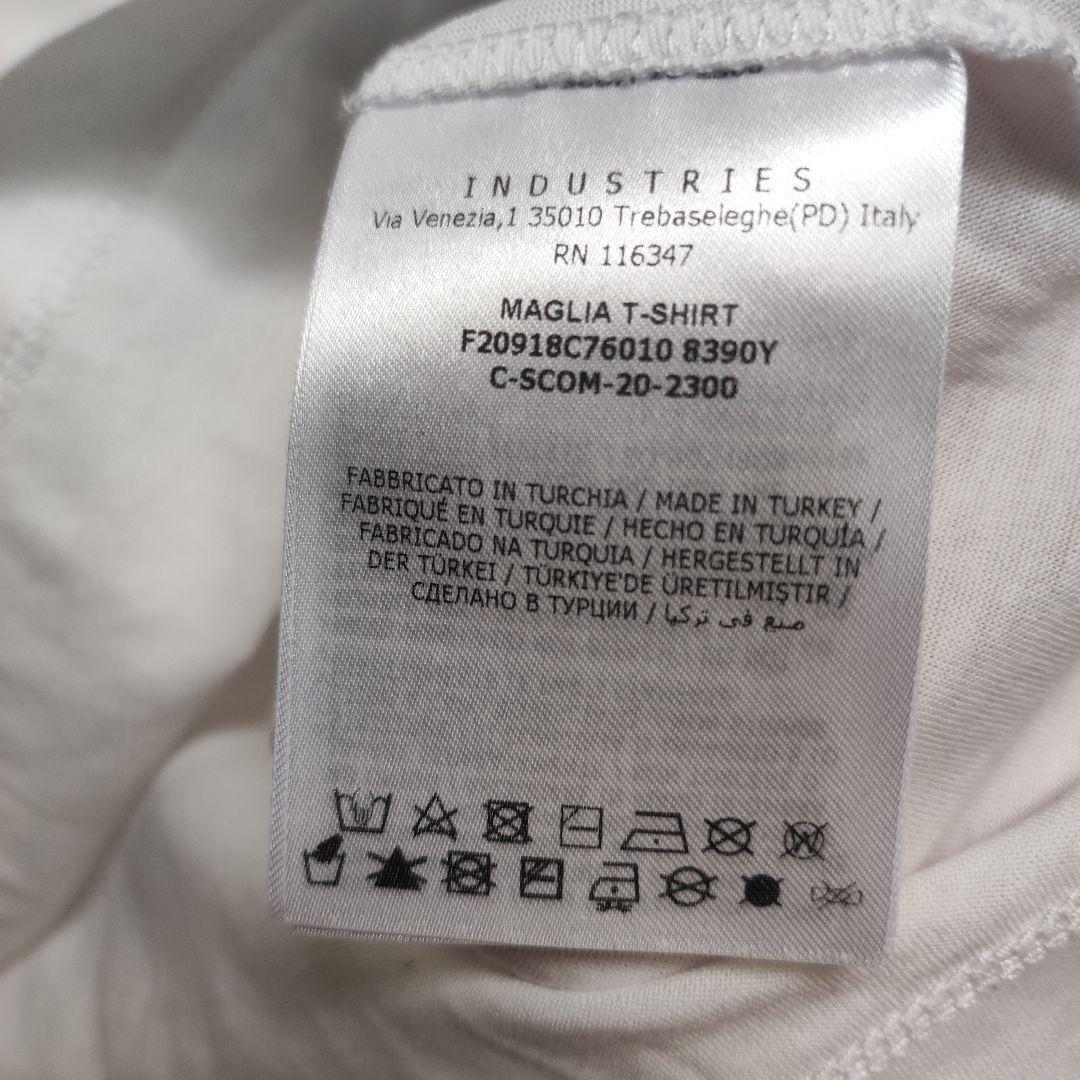 INDUSTRIES
Via Venezia,1 35010 Trebaseleghe(PD) Italy
RN 116347
MAGLIA T-SHIRT
F20918C76010 8390Y
C-SCOM-20-2300
FABBRICATO IN TURCHIA / MADE IN TURKEY /
FABRIQUÉ EN TURQUIE / HECHO EN TURQUÍA /
FABRICADO NA TURQUIA / HERGESTELLT IN
DER TÜRKEI / TÜRKIYE'DE ÜRETILMIŞTIR /
СДЕЛАНО В ТУРЦИИ / صنع في تركيا